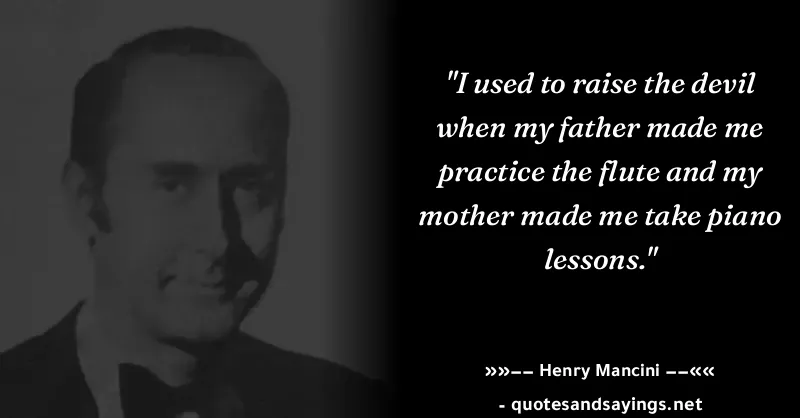 "I used to raise the devil
when my father made me
practice the flute and my
mother made me take piano
lessons."
»»−− Henry Mancini −−««
- quotesandsayings.net